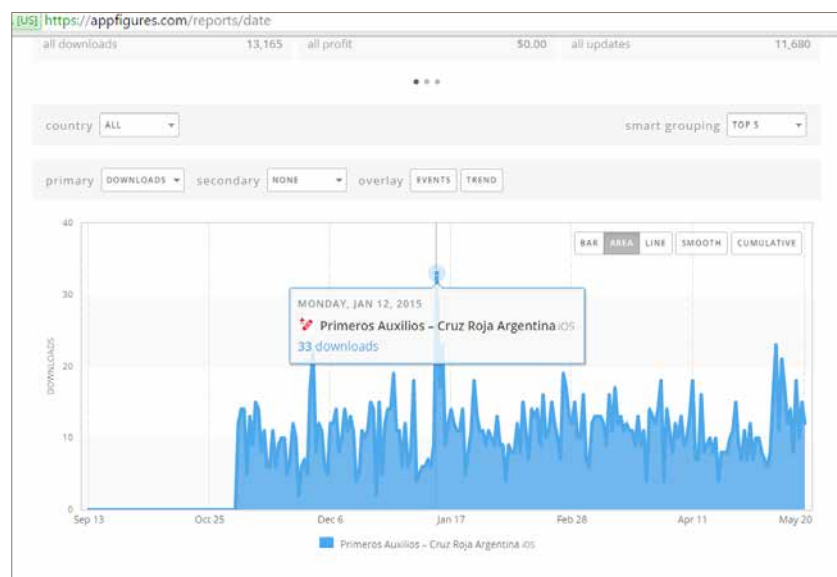 [US] https://appfigures.com/reports/date
all downloads 13,165 all profit $0.00 all updates 11,680
country ALL smart grouping TOP 5
primary DOWNLOADS secondary NONE overlay EVENTS TREND
40
BAR AREA LINE SMOOTH CUMULATIVE
30
MONDAY, JAN 12, 2015
Primeros Auxilios – Cruz Roja Argentina iOS
33 downloads
DOWNLOADS
20
10
0
Sep 13 Oct 25 Dec 6 Jan 17 Feb 28 Apr 11 May 20
Primeros Auxilios – Cruz Roja Argentina iOS